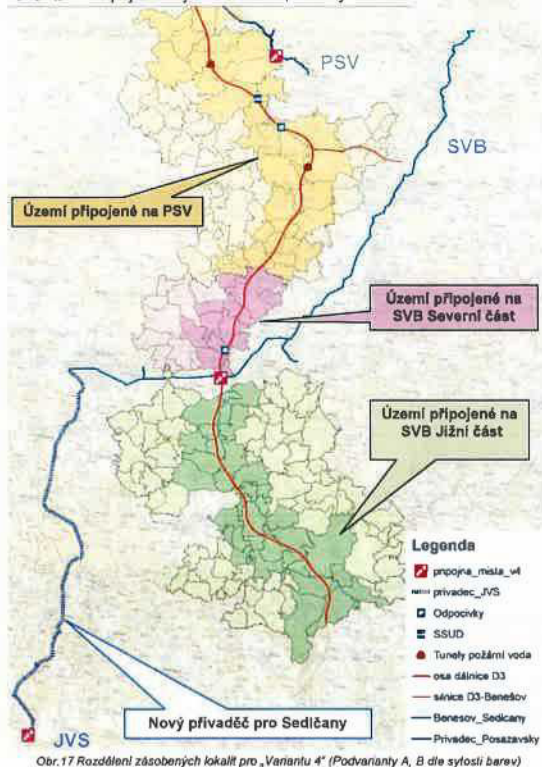 PSV
SVB
Území připojené na PSV
Území připojené na
SVB Severní část
Území připojené na
SVB Jižní část
Legenda
pripojna_mista_v4
privadec_JVS
Odpocivky
SSUD
Tunely požární voda
osa dálnice D3
silnice D3-Benešov
Benesov_Sedlcany
Privadec_Posazavsky
Nový přivaděč pro Sedlčany
JVS
Obr.17 Rozdělení zásobených lokalit pro „Variantu 4" (Podvarianty A, B dle sytosti barev)